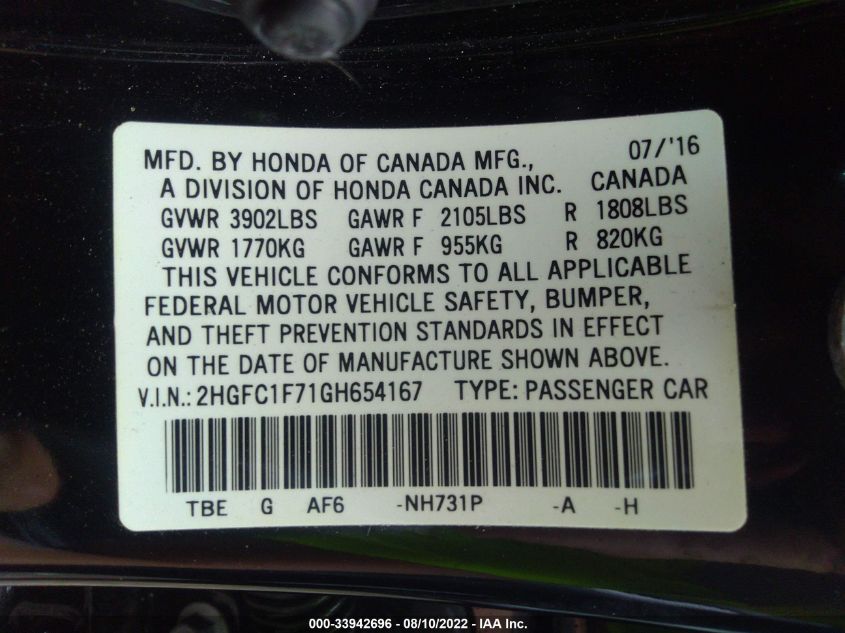 MFD. BY HONDA OF CANADA MFG., 07/'16
A DIVISION OF HONDA CANADA INC. CANADA
GVWR 3902LBS GAWR F 2105LBS R 1808LBS
GVWR 1770KG GAWR F 955KG R 820KG
THIS VEHICLE CONFORMS TO ALL APPLICABLE
FEDERAL MOTOR VEHICLE SAFETY, BUMPER,
AND THEFT PREVENTION STANDARDS IN EFFECT
ON THE DATE OF MANUFACTURE SHOWN ABOVE.
V.I.N.: 2HGFC1F71GH654167 TYPE: PASSENGER CAR
TBE G AF6 -NH731P -A -H
000-33942696 - 08/10/2022 - IAA Inc.